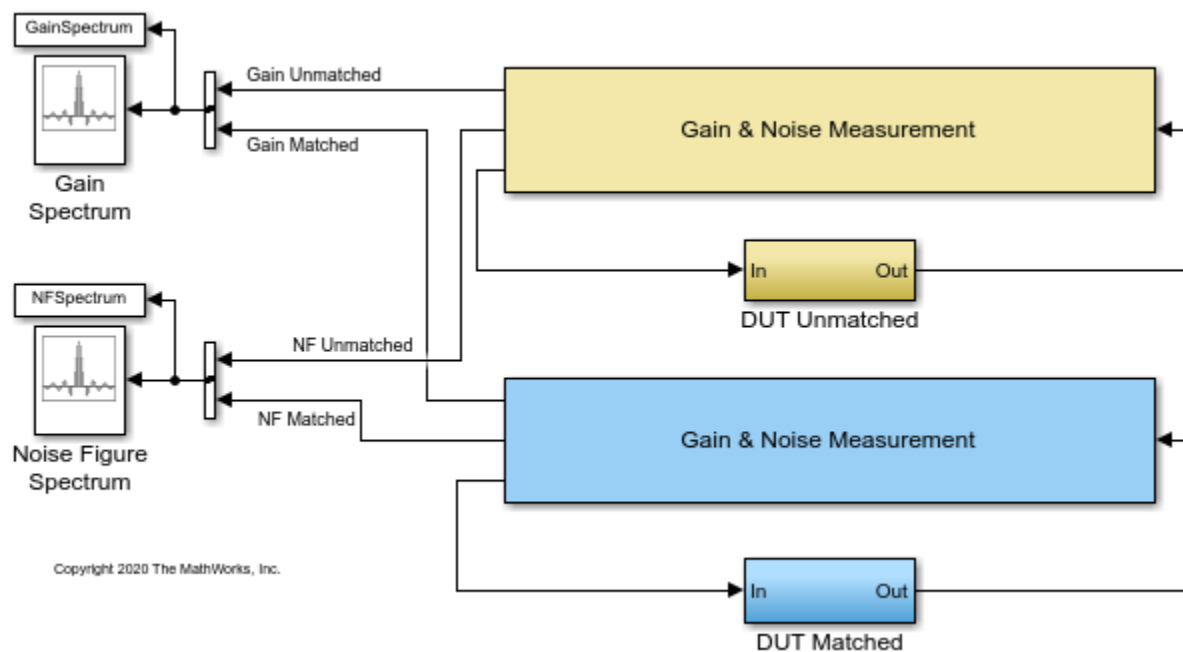 GainSpectrum
Gain Unmatched
Gain & Noise Measurement
Gain Matched
Gain
Spectrum
In
Out
DUT Unmatched
NFSpectrum
NF Unmatched
NF Matched
Gain & Noise Measurement
Noise Figure
Spectrum
Copyright 2020 The MathWorks, Inc.
In
Out
DUT Matched